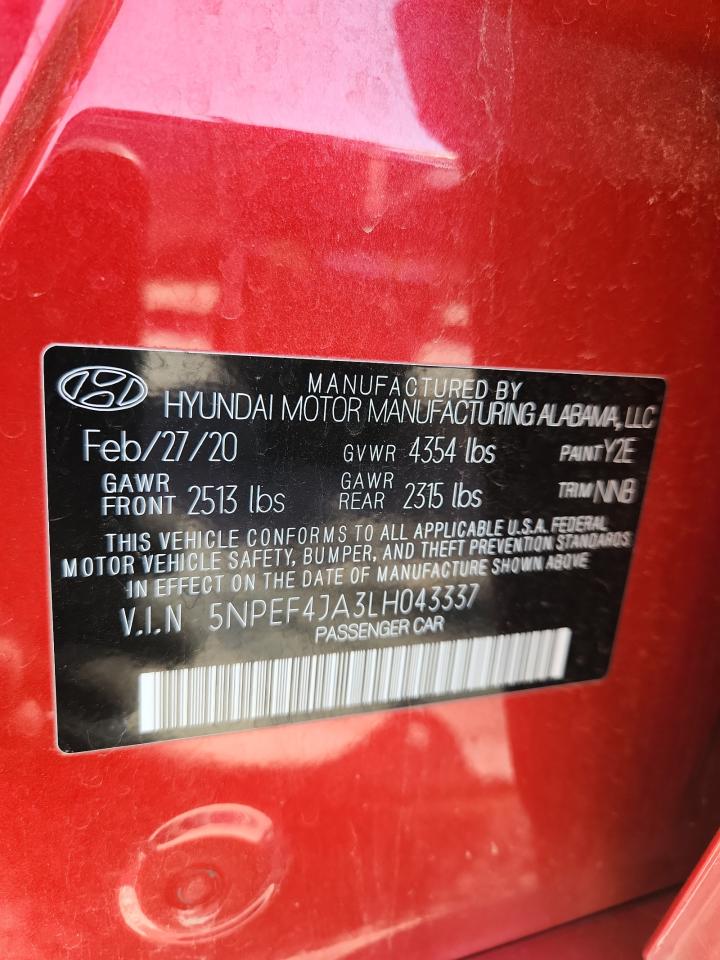 MANUFACTURED BY
HYUNDAI MOTOR MANUFACTURING ALABAMA, LLC
Feb/27/20 GVWR 4354 lbs PAINT Y2E
GAWR FRONT 2513 lbs GAWR REAR 2315 lbs TRIM NNB
THIS VEHICLE CONFORMS TO ALL APPLICABLE U.S.A. FEDERAL
MOTOR VEHICLE SAFETY, BUMPER, AND THEFT PREVENTION STANDARDS
IN EFFECT ON THE DATE OF MANUFACTURE SHOWN ABOVE
V.I.N 5NPEF4JA3LH043337
PASSENGER CAR